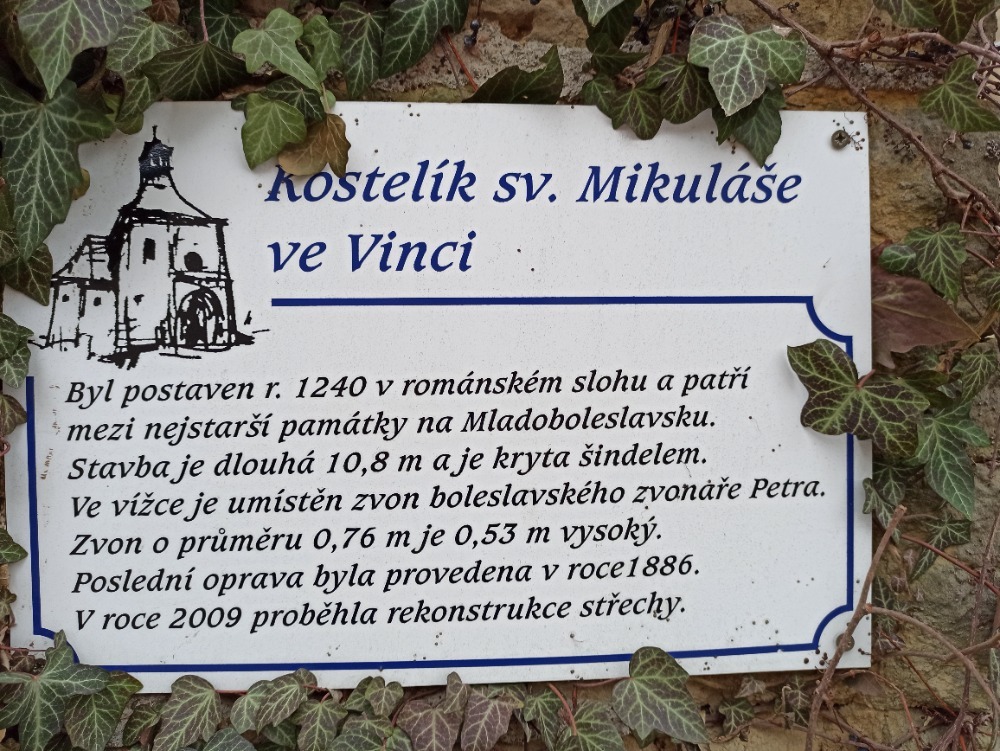 Kostelík sv. Mikuláše
ve Vinci
Byl postaven r. 1240 v románském slohu a patří
mezi nejstarší památky na Mladoboleslavsku.
Stavba je dlouhá 10,8 m a je kryta šindelem.
Ve vížce je umístěn zvon boleslavského zvonaře Petra.
Zvon o průměru 0,76 m je 0,53 m vysoký.
Poslední oprava byla provedena v roce1886.
V roce 2009 proběhla rekonstrukce střechy.